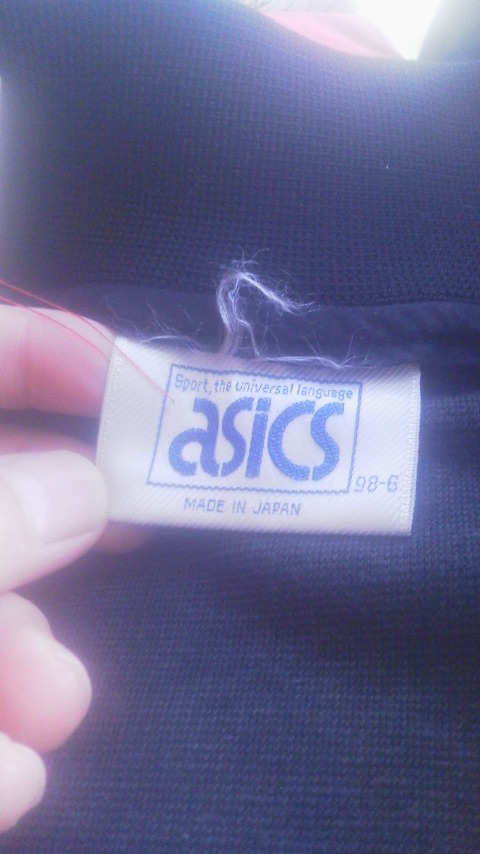 Sport, the universal language
asics
98-6
MADE IN JAPAN